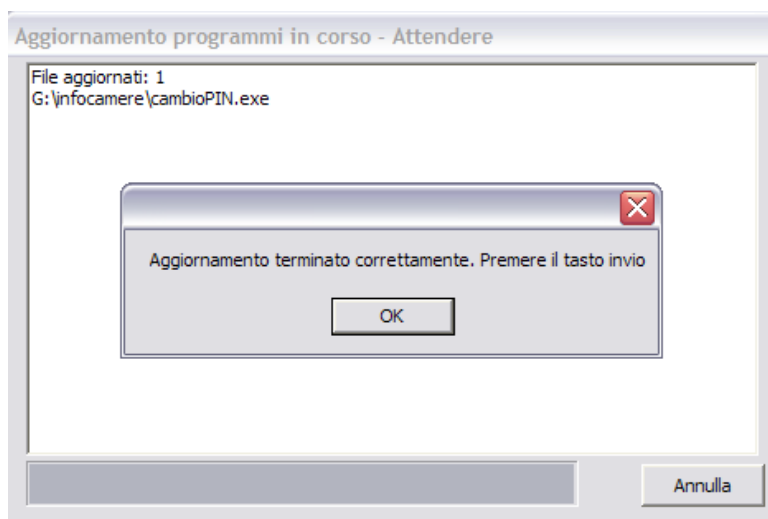 Aggiornamento programmi in corso - Attendere
File aggiornati: 1
G:\infocamere\cambioPIN.exe
Aggiornamento terminato correttamente. Premere il tasto invio
OK
Annulla